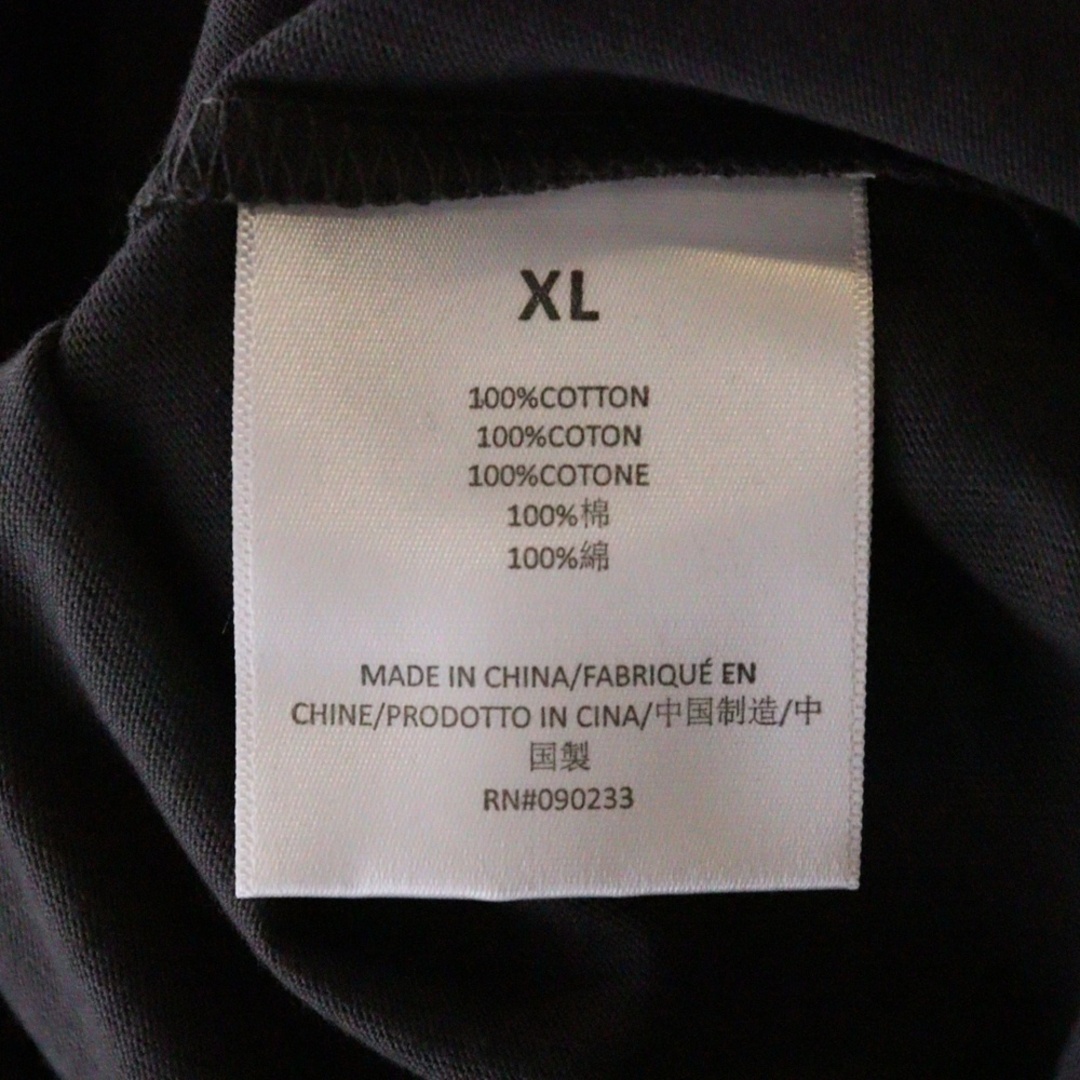 XL
100%COTTON
100%COTON
100%COTONE
100%棉
100%綿
MADE IN CHINA/FABRIQUÉ EN
CHINE/PRODOTTO IN CINA/中国制造/中
国製
RN#090233